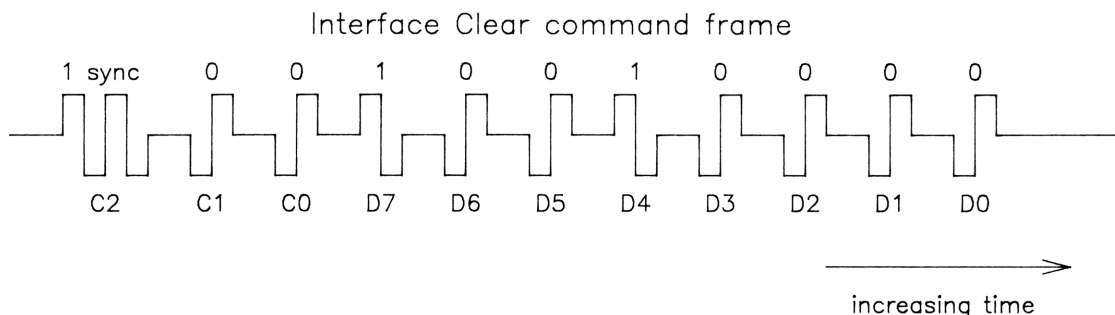 Interface Clear command frame
1 sync 0 0 1 0 0 1 0 0 0 0
C2 C1 C0 D7 D6 D5 D4 D3 D2 D1 D0
increasing time